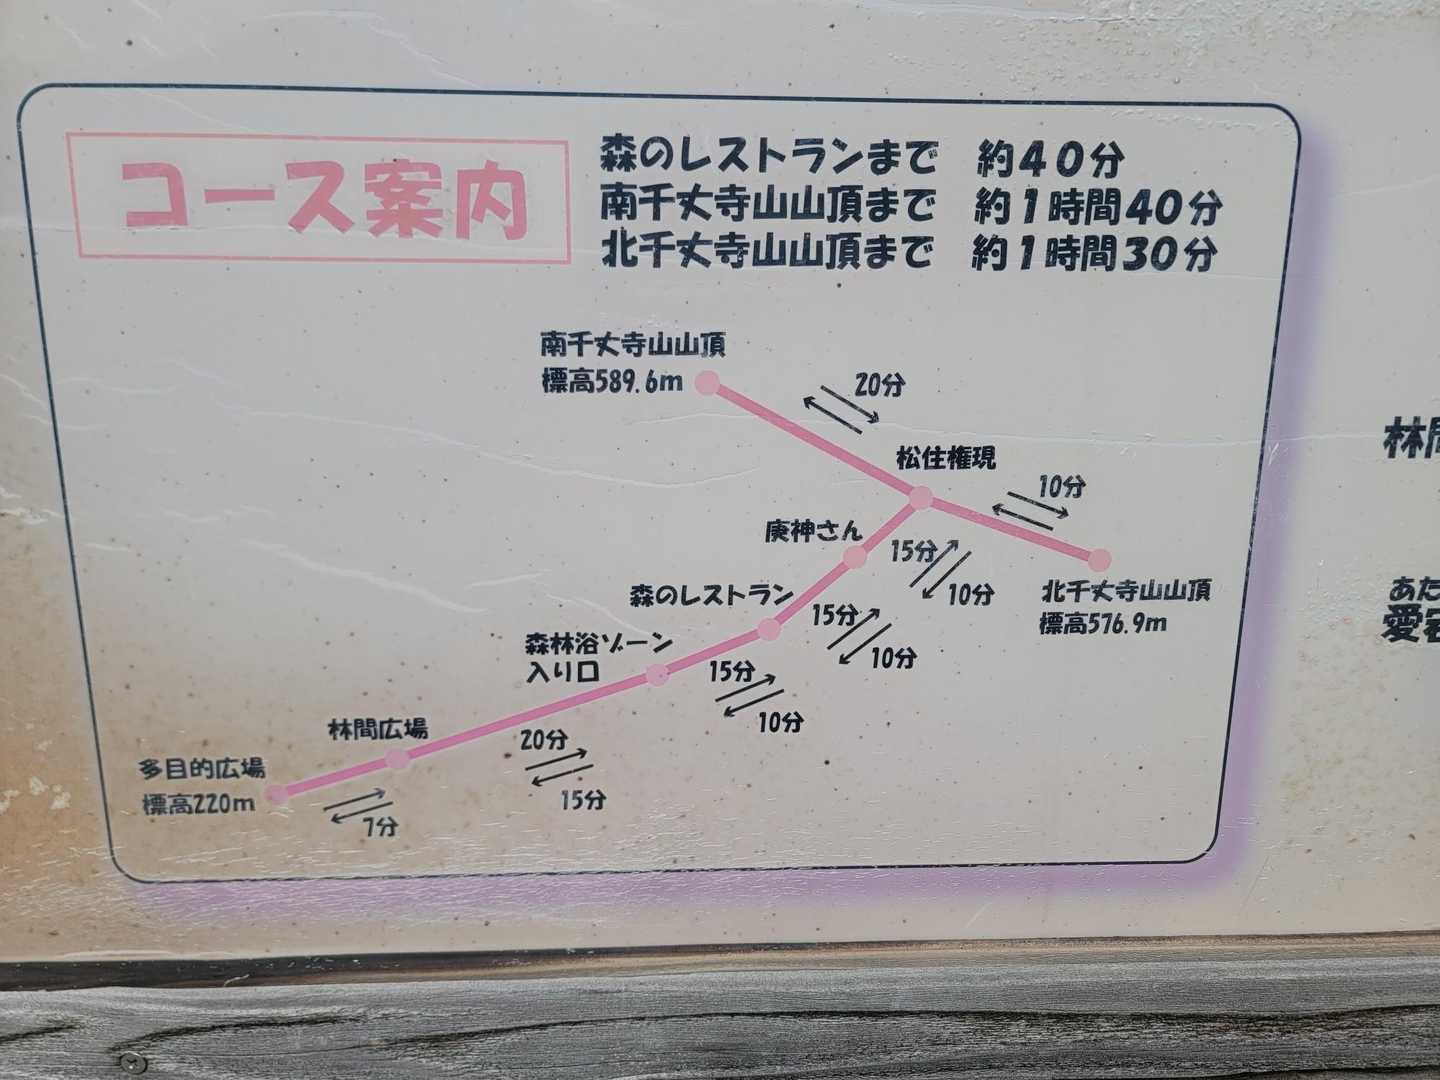 コース案内
森のレストランまで 約40分
南千丈寺山山頂まで 約1時間40分
北千丈寺山山頂まで 約1時間30分
南千丈寺山山頂
標高589.6m
20分
松住権現
10分
庚神さん
15分
10分
北千丈寺山山頂
標高576.9m
森のレストラン
15分
10分
森林浴ゾーン
入り口
15分
10分
林間広場
20分
15分
多目的広場
標高220m
7分
林
あた
愛